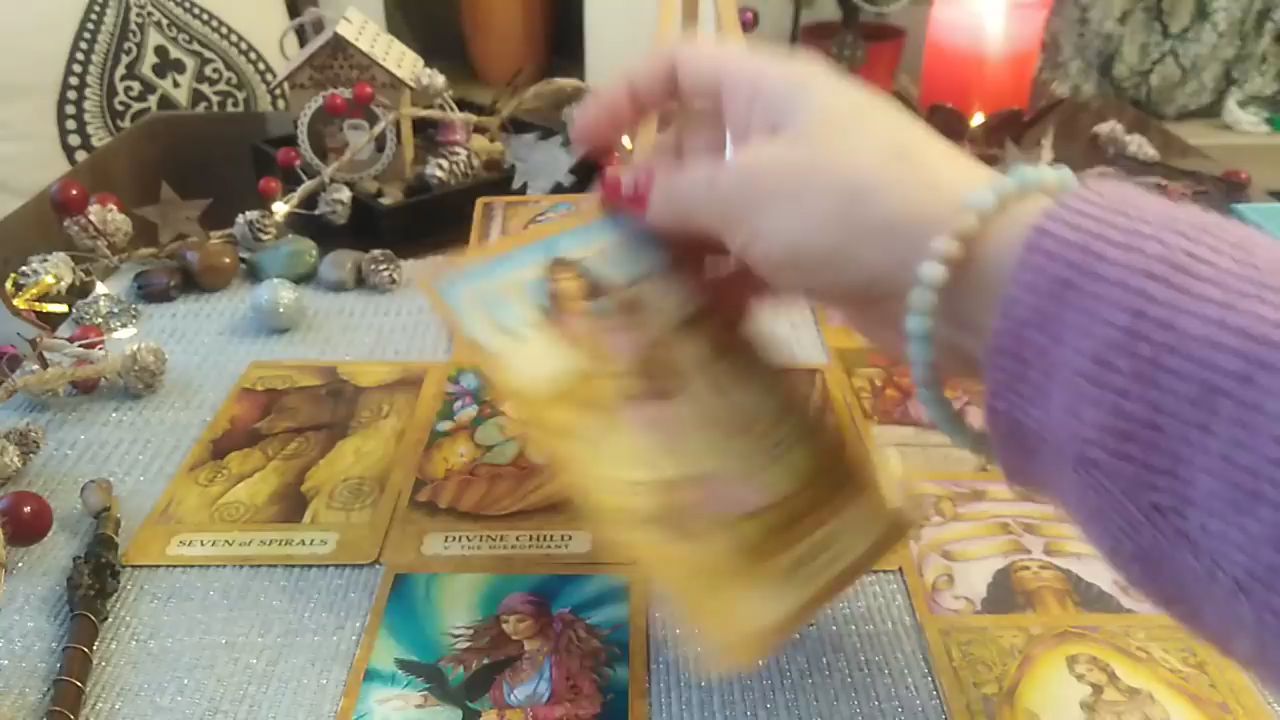 SEVEN of SPIRALS
DIVINE CHILD
V. THE HIEROPHANT